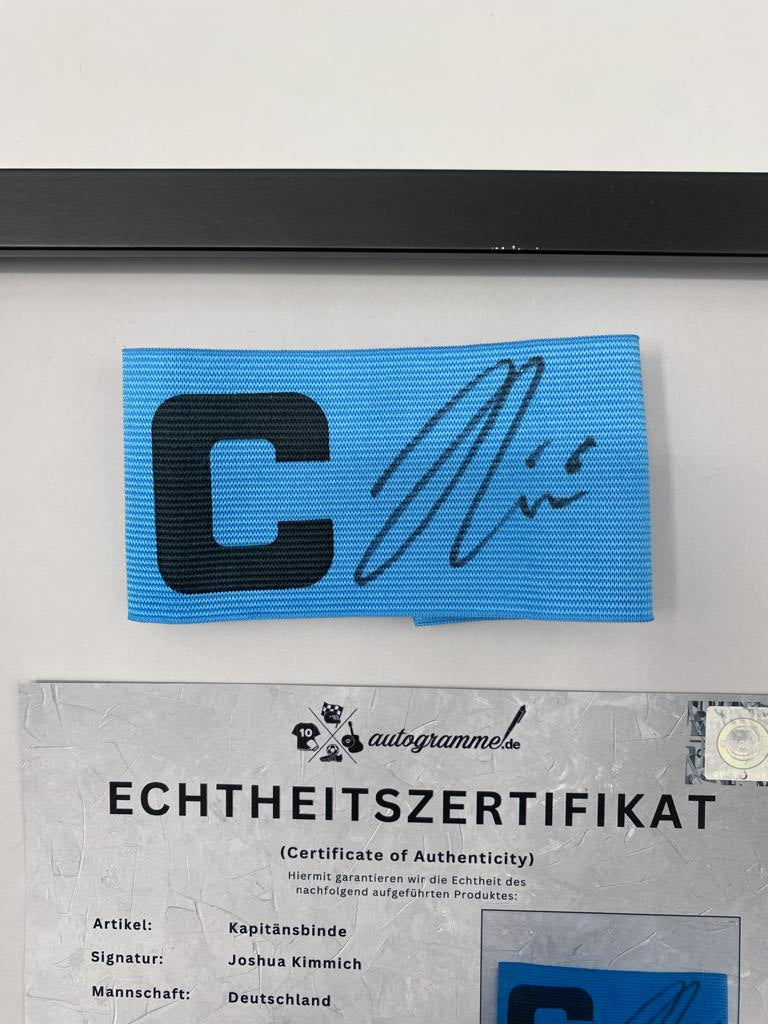 C
10
autogramme.de
ECHTHEITSZERTIFIKAT
(Certificate of Authenticity)
Hiermit garantieren wir die Echtheit des
nachfolgend aufgeführten Produktes:
Artikel: Kapitänsbinde
Signatur: Joshua Kimmich
Mannschaft: Deutschland
C